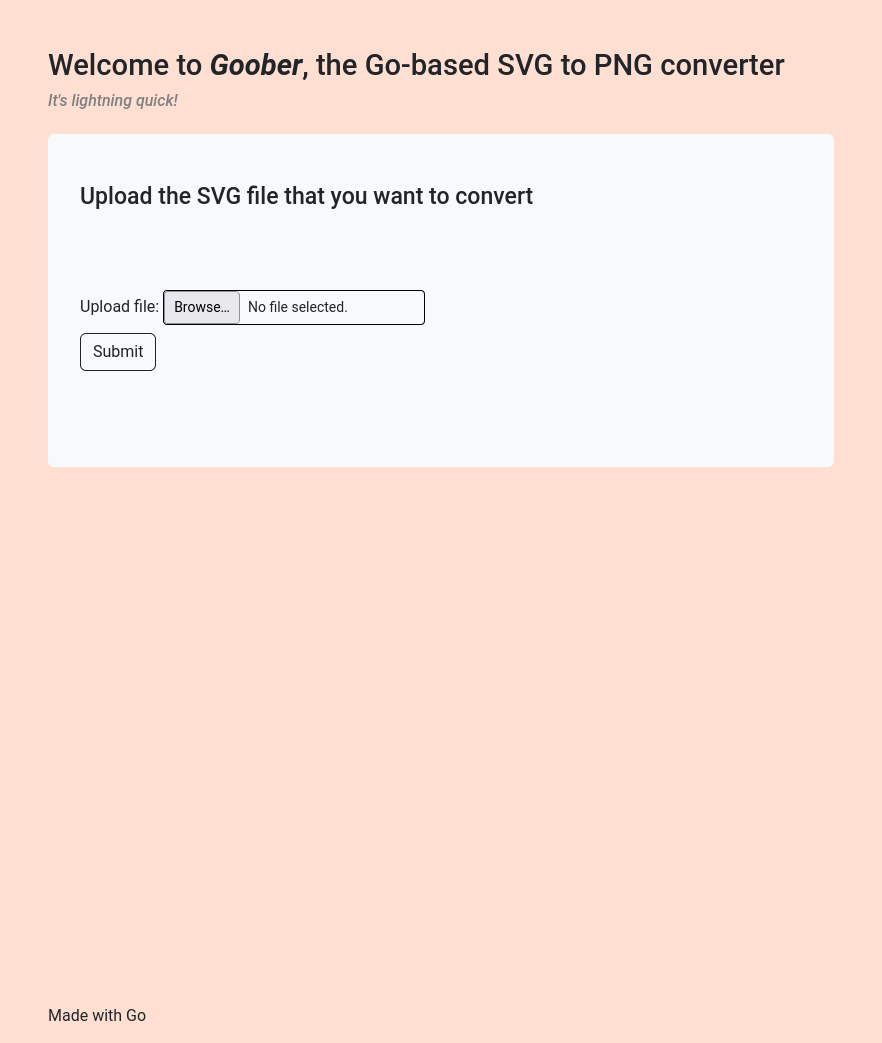 Welcome to Goober, the Go-based SVG to PNG converter
It's lightning quick!
Upload the SVG file that you want to convert
Upload file: Browse… No file selected.
Submit
Made with Go